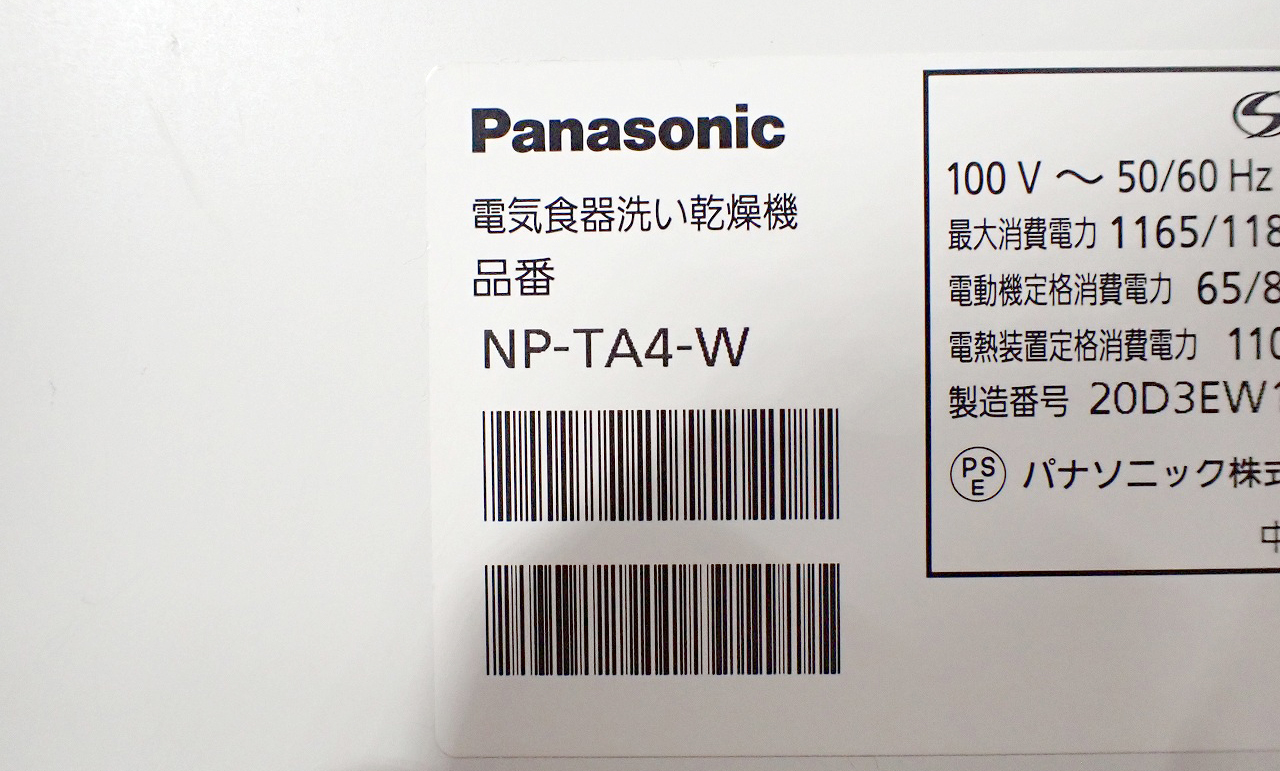 Panasonic
電気食器洗い乾燥機
品番
NP-TA4-W
100 V ～ 50/60 Hz
最大消費電力 1165/118
電動機定格消費電力 65/8
電熱装置定格消費電力 110
製造番号 20D3EW1
PS
E
パナソニック株式
中